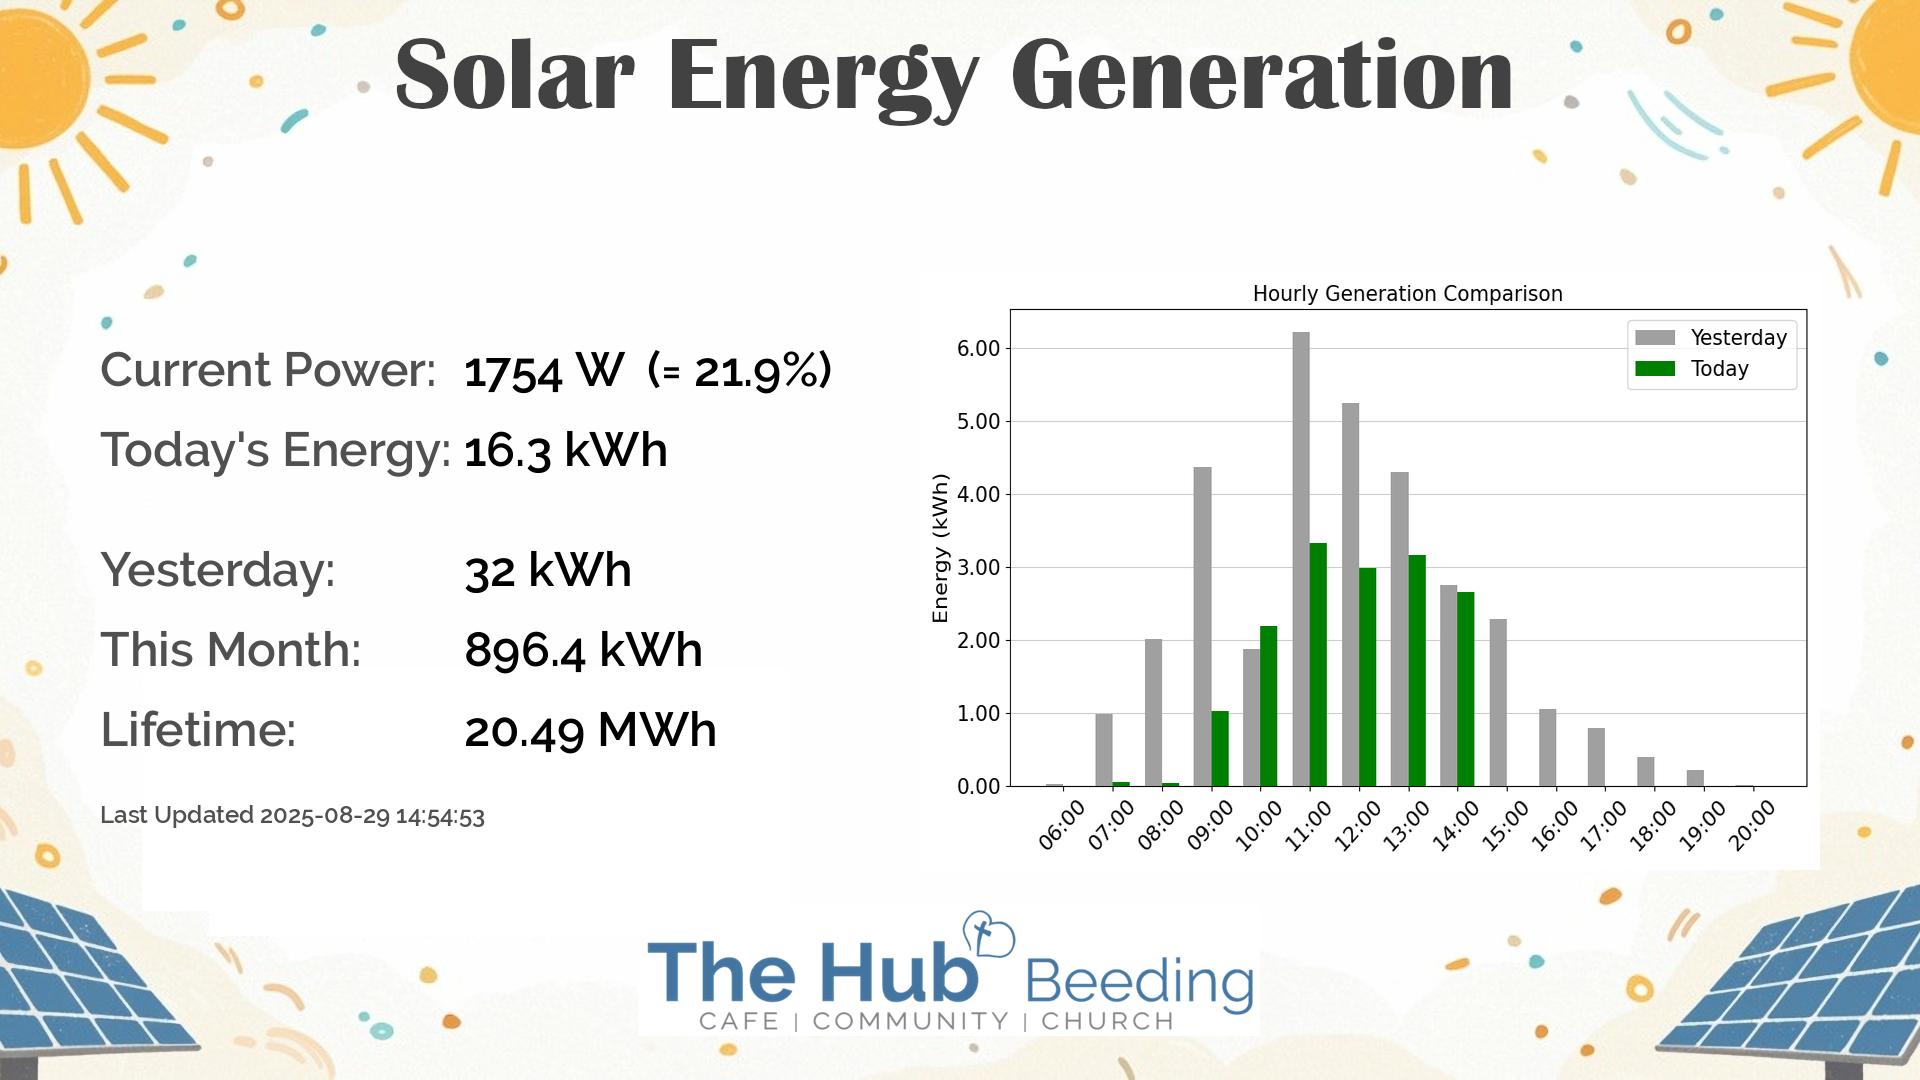 Solar Energy Generation
Current Power: 1754 W (= 21.9%)
Today's Energy: 16.3 kWh
Yesterday: 32 kWh
This Month: 896.4 kWh
Lifetime: 20.49 MWh
Last Updated 2025-08-29 14:54:53
Hourly Generation Comparison
Yesterday
Today
Energy (kWh)
6.00
5.00
4.00
3.00
2.00
1.00
0.00
06:00 07:00 08:00 09:00 10:00 11:00 12:00 13:00 14:00 15:00 16:00 17:00 18:00 19:00 20:00
The Hub Beeding
CAFE | COMMUNITY | CHURCH